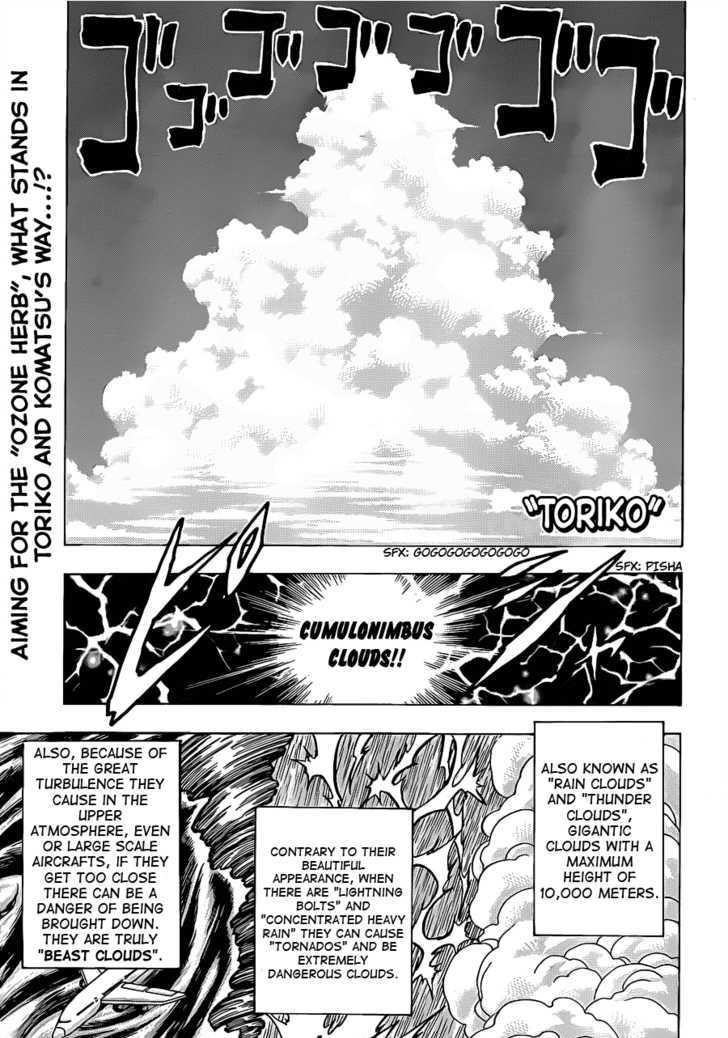 ゴゴゴゴゴゴゴ
AIMING FOR THE "OZONE HERB", WHAT STANDS IN
TORIKO AND KOMATSU'S WAY...!?
"TORIKO"
SFX: GOGOGOGOGOGOGO
SFX: PISHA
ピシャ
CUMULONIMBUS
CLOUDS!!
ALSO KNOWN AS
"RAIN CLOUDS"
AND "THUNDER
CLOUDS",
GIGANTIC
CLOUDS WITH A
MAXIMUM
HEIGHT OF
10,000 METERS.
CONTRARY TO THEIR
BEAUTIFUL
APPEARANCE, WHEN
THERE ARE "LIGHTNING
BOLTS" AND
"CONCENTRATED HEAVY
RAIN" THEY CAN CAUSE
"TORNADOS" AND BE
EXTREMELY
DANGEROUS CLOUDS.
ALSO, BECAUSE OF
THE GREAT
TURBULENCE THEY
CAUSE IN THE
UPPER
ATMOSPHERE, EVEN
OR LARGE SCALE
AIRCRAFTS, IF THEY
GET TOO CLOSE
THERE CAN BE A
DANGER OF BEING
BROUGHT DOWN.
THEY ARE TRULY
"BEAST CLOUDS".